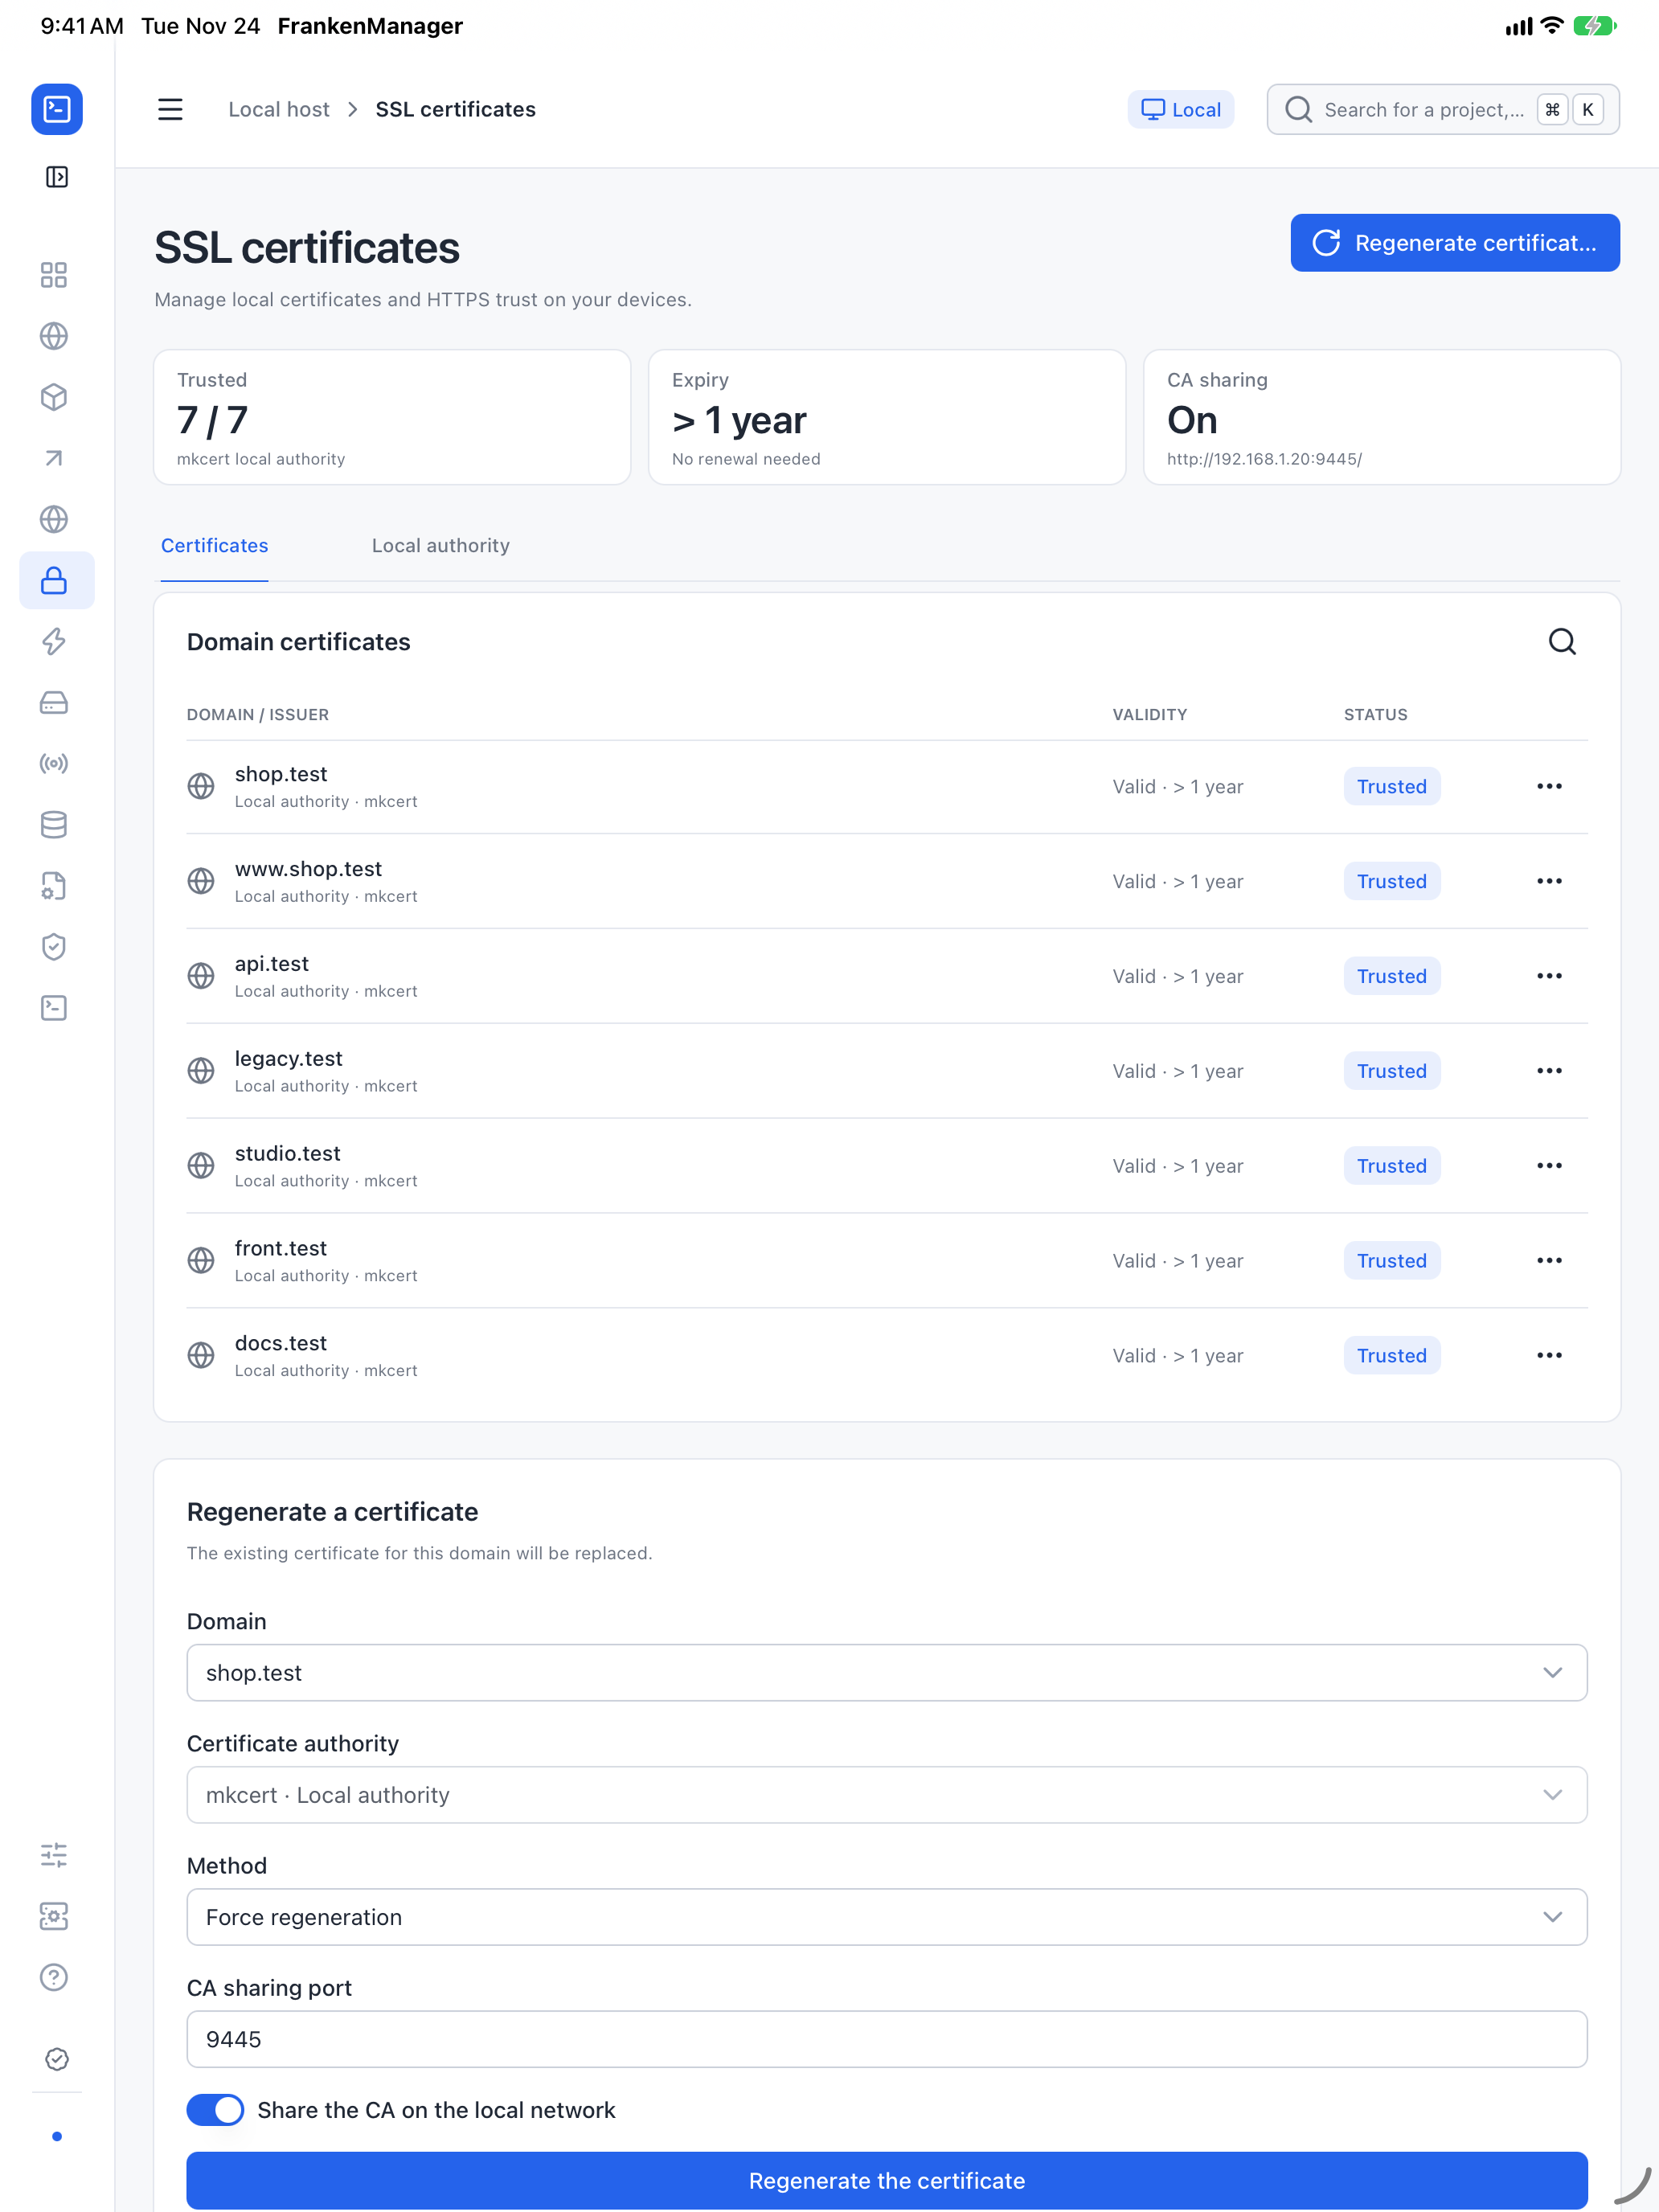 9:41 AM Tue Nov 24 FrankenManager
Local host > SSL certificates
Local
Search for a project,... ⌘ K
SSL certificates
Regenerate certificat...
Manage local certificates and HTTPS trust on your devices.
Trusted
7 / 7
mkcert local authority
Expiry
> 1 year
No renewal needed
CA sharing
On
http://192.168.1.20:9445/
Certificates
Local authority
Domain certificates
DOMAIN / ISSUER VALIDITY STATUS
shop.test
Local authority · mkcert
Valid · > 1 year
Trusted
www.shop.test
Local authority · mkcert
Valid · > 1 year
Trusted
api.test
Local authority · mkcert
Valid · > 1 year
Trusted
legacy.test
Local authority · mkcert
Valid · > 1 year
Trusted
studio.test
Local authority · mkcert
Valid · > 1 year
Trusted
front.test
Local authority · mkcert
Valid · > 1 year
Trusted
docs.test
Local authority · mkcert
Valid · > 1 year
Trusted
Regenerate a certificate
The existing certificate for this domain will be replaced.
Domain
shop.test
Certificate authority
mkcert · Local authority
Method
Force regeneration
CA sharing port
9445
Share the CA on the local network
Regenerate the certificate